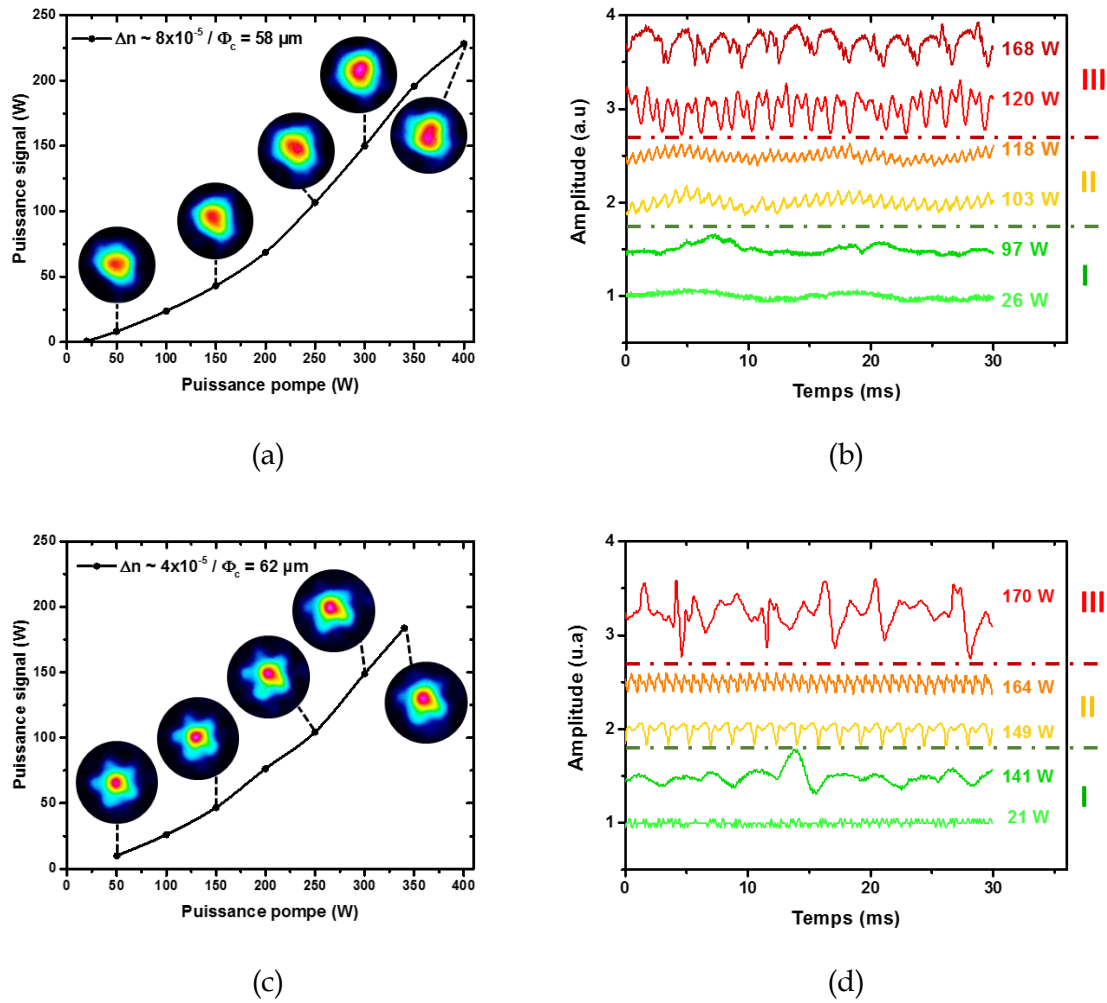 Δn ~ 8x10⁻⁵ / Φc = 58 µm
Puissance signal (W)
250
200
150
100
50
0
0 50 100 150 200 250 300 350 400
Puissance pompe (W)
(a)
Amplitude (a.u)
4
3
2
1
168 W
120 W
118 W
103 W
97 W
26 W
III
II
I
0 10 20 30
Temps (ms)
(b)
Δn ~ 4x10⁻⁵ / Φc = 62 µm
Puissance signal (W)
250
200
150
100
50
0
0 50 100 150 200 250 300 350 400
Puissance pompe (W)
(c)
Amplitude (u.a)
4
3
2
1
170 W
164 W
149 W
141 W
21 W
III
II
I
0 10 20 30
Temps (ms)
(d)